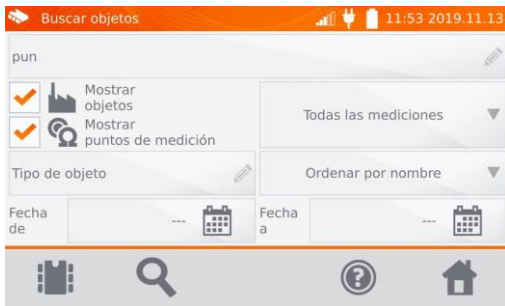 Buscar objetos
11:53 2019.11.13
pun
Mostrar
objetos
Todas las mediciones
Mostrar
puntos de medición
Tipo de objeto
Ordenar por nombre
Fecha
de
---
Fecha
a
---
?